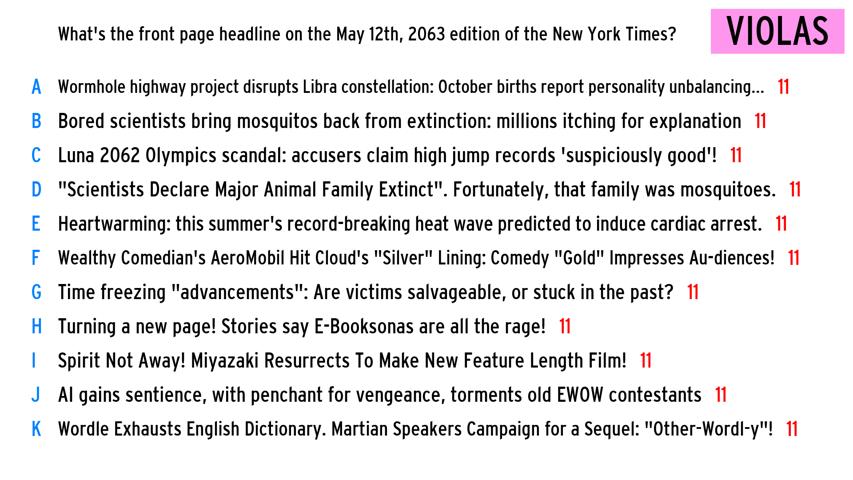 What's the front page headline on the May 12th, 2063 edition of the New York Times?
VIOLAS
A Wormhole highway project disrupts Libra constellation: October births report personality unbalancing... 11
B Bored scientists bring mosquitos back from extinction: millions itching for explanation 11
C Luna 2062 Olympics scandal: accusers claim high jump records 'suspiciously good'! 11
D "Scientists Declare Major Animal Family Extinct". Fortunately, that family was mosquitoes. 11
E Heartwarming: this summer's record-breaking heat wave predicted to induce cardiac arrest. 11
F Wealthy Comedian's AeroMobil Hit Cloud's "Silver" Lining: Comedy "Gold" Impresses Au-diences! 11
G Time freezing "advancements": Are victims salvageable, or stuck in the past? 11
H Turning a new page! Stories say E-Booksonas are all the rage! 11
I Spirit Not Away! Miyazaki Resurrects To Make New Feature Length Film! 11
J AI gains sentience, with penchant for vengeance, torments old EWOW contestants 11
K Wordle Exhausts English Dictionary. Martian Speakers Campaign for a Sequel: "Other-Wordl-y"! 11